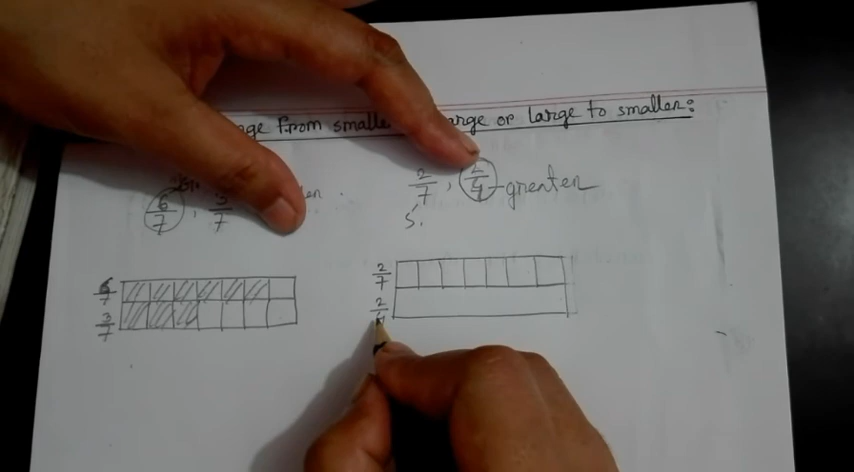 from smalle arge or large to smaller:
6/7, 3/7
2/7, 2/4 - greater
S.
6/7
3/7
2/7
2/4